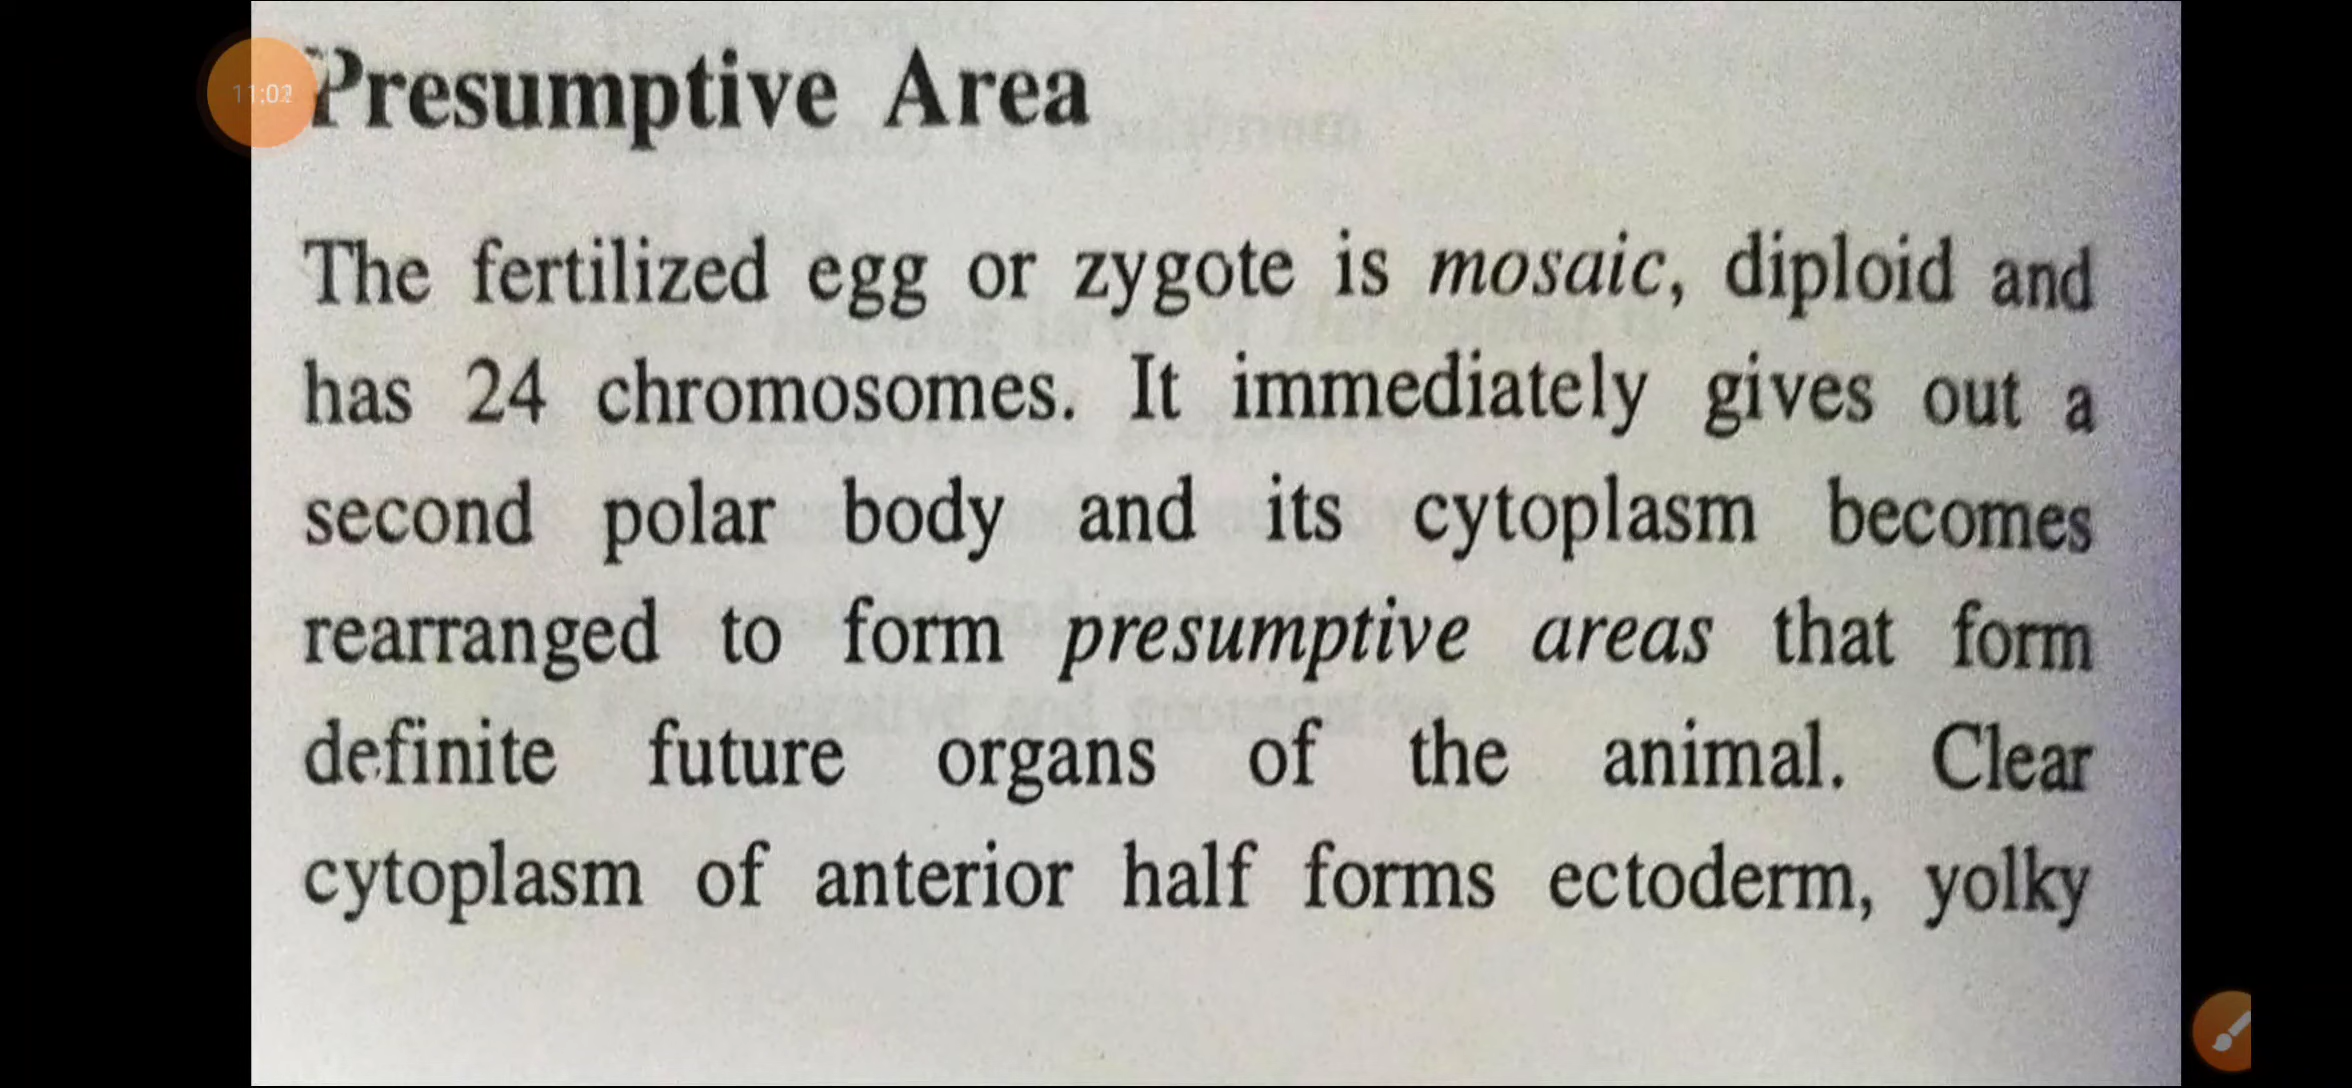 Presumptive Area
The fertilized egg or zygote is mosaic, diploid and
has 24 chromosomes. It immediately gives out a
second polar body and its cytoplasm becomes
rearranged to form presumptive areas that form
definite future organs of the animal. Clear
cytoplasm of anterior half forms ectoderm, yolky